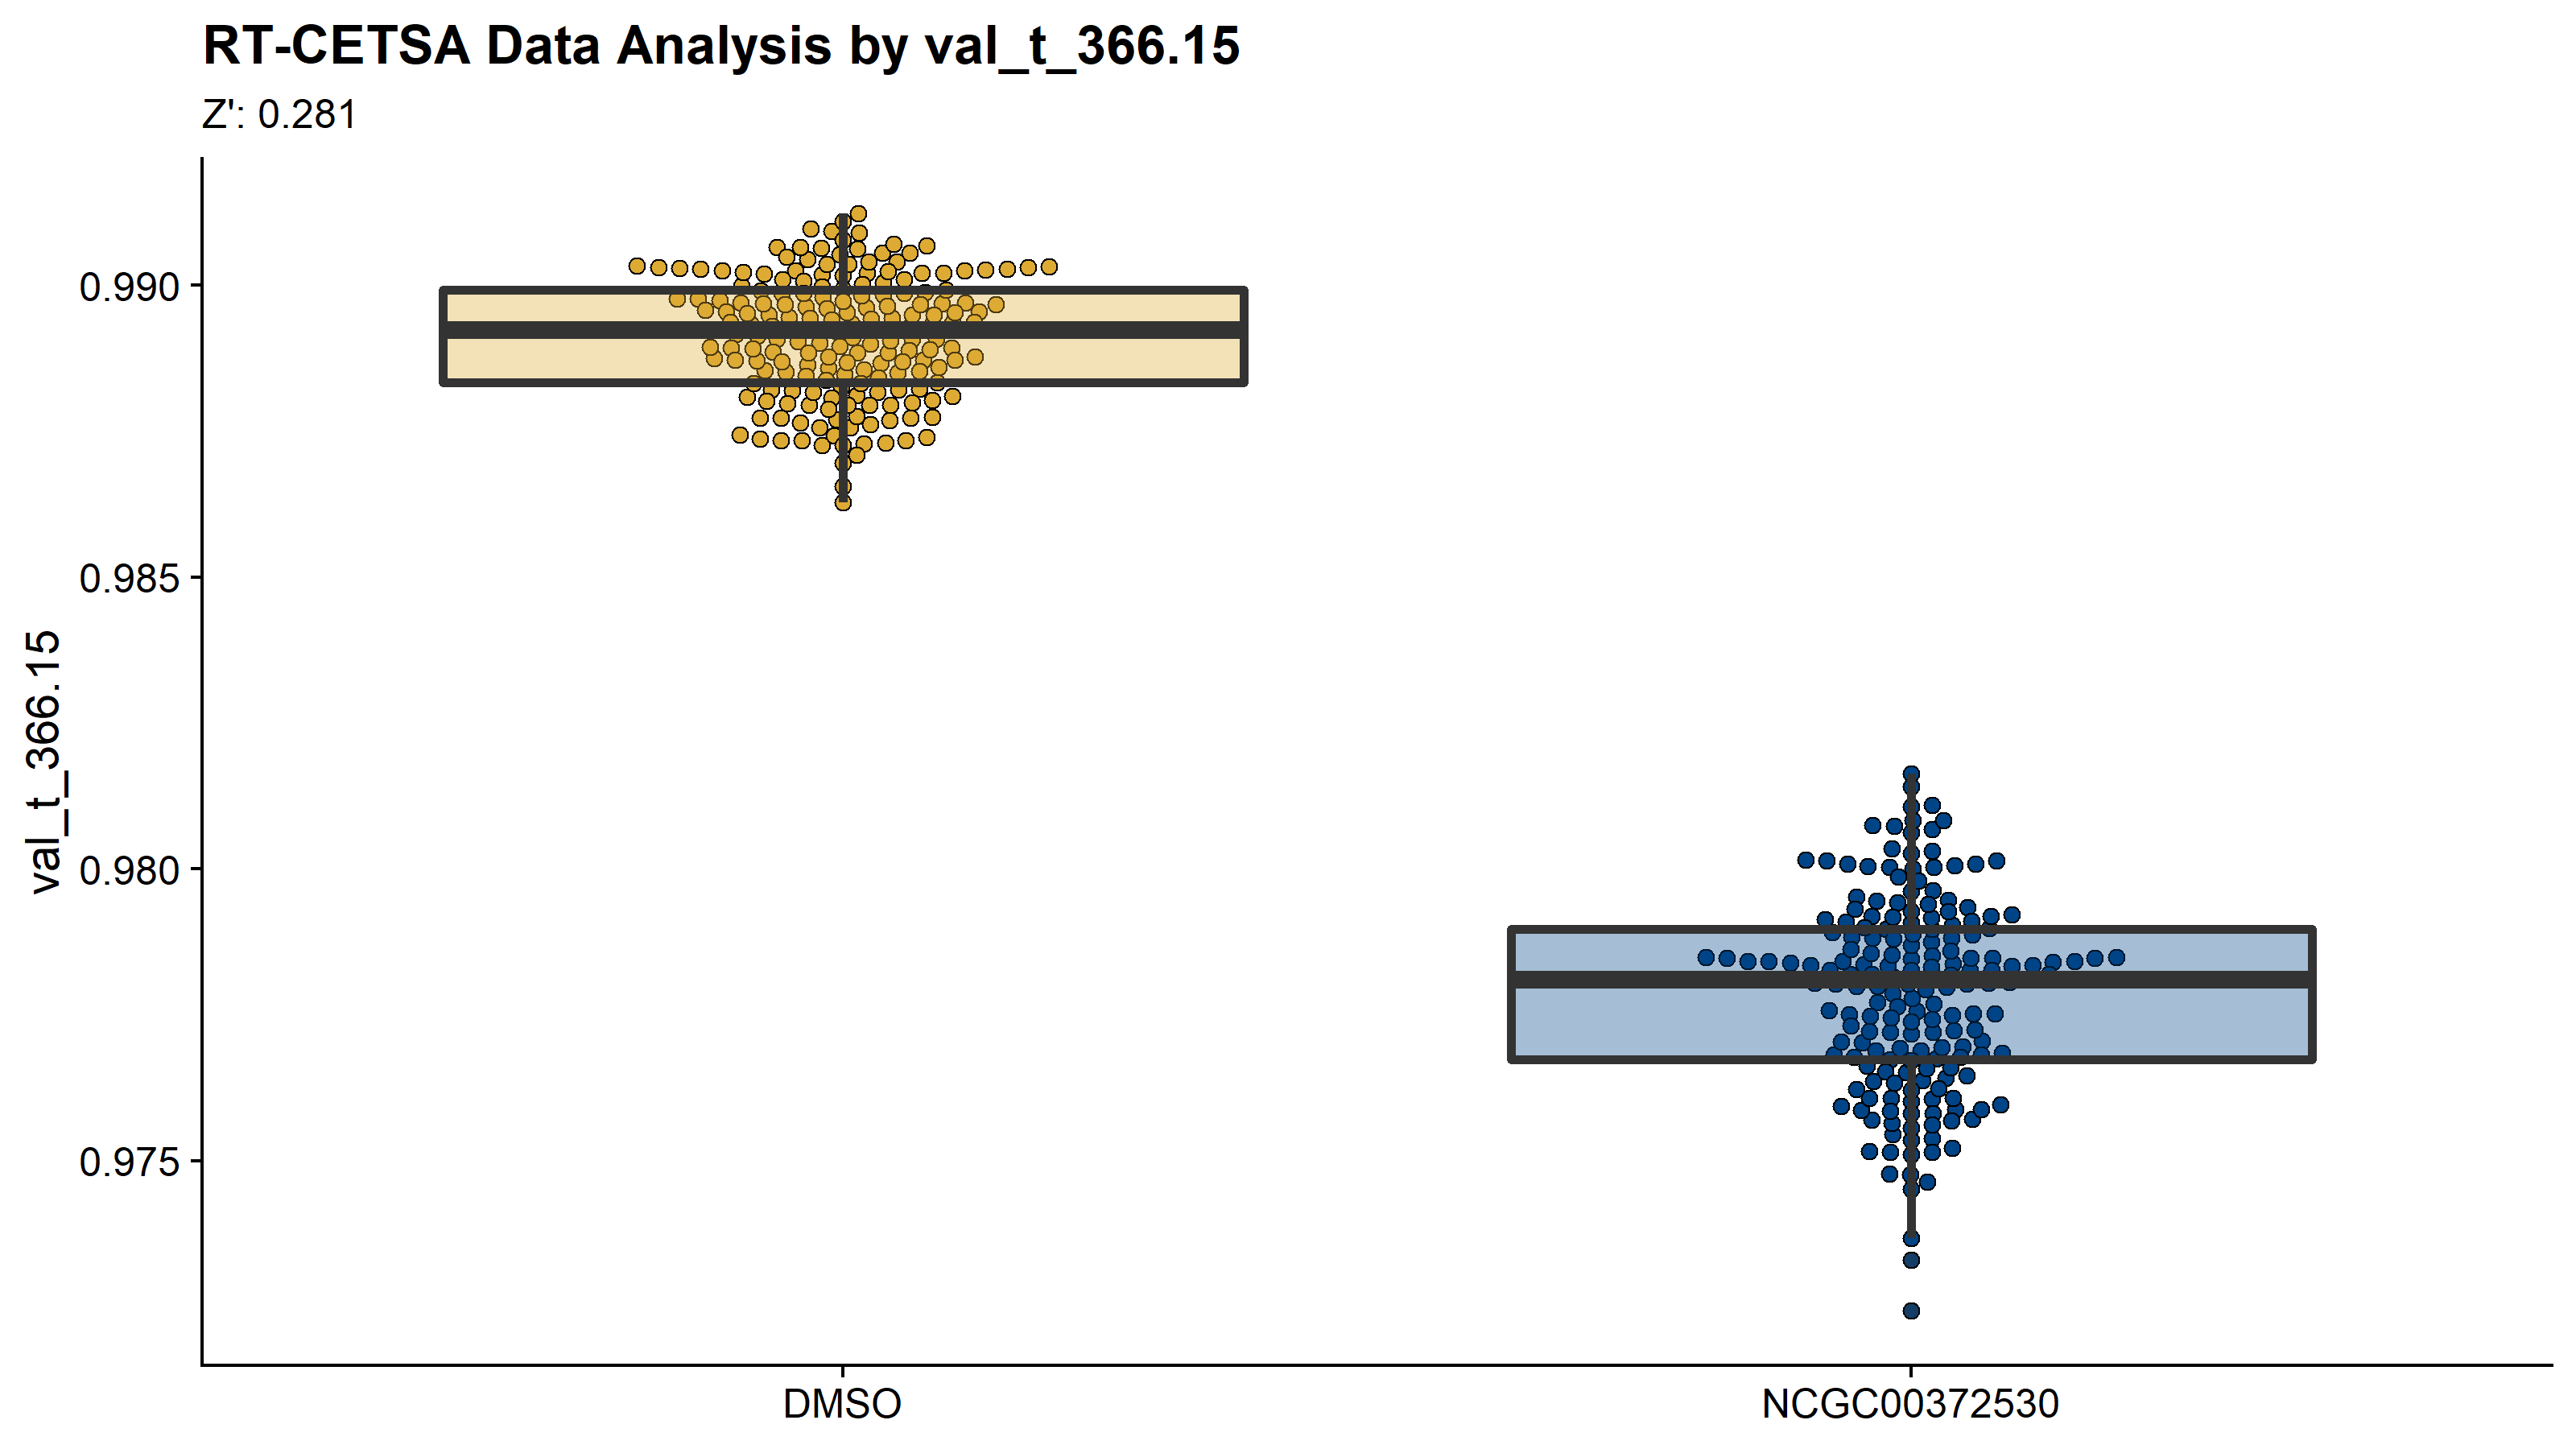 RT-CETSA Data Analysis by val_t_366.15
Z': 0.281
val_t_366.15
0.990
0.985
0.980
0.975
DMSO
NCGC00372530